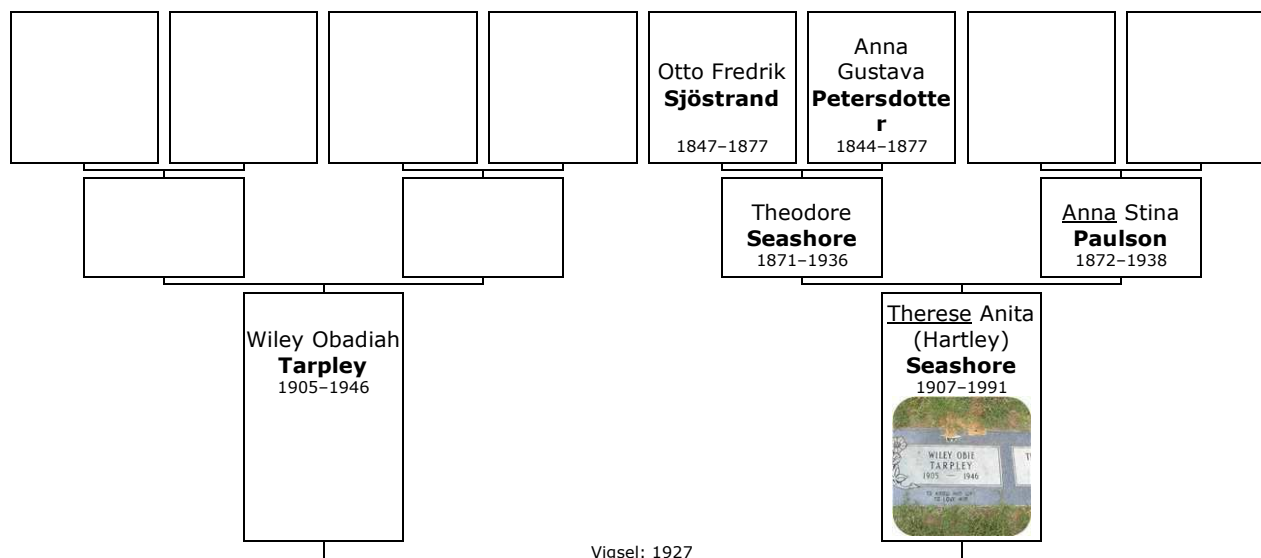 Otto Fredrik
Sjöstrand
1847–1877
Anna
Gustava
Petersdotte
r
1844–1877
Theodore
Seashore
1871–1936
Anna Stina
Paulson
1872–1938
Wiley Obadiah
Tarpley
1905–1946
Therese Anita
(Hartley)
Seashore
1907–1991
WILEY OBIE
TARPLEY
1905 — 1946
Vigsel: 1927